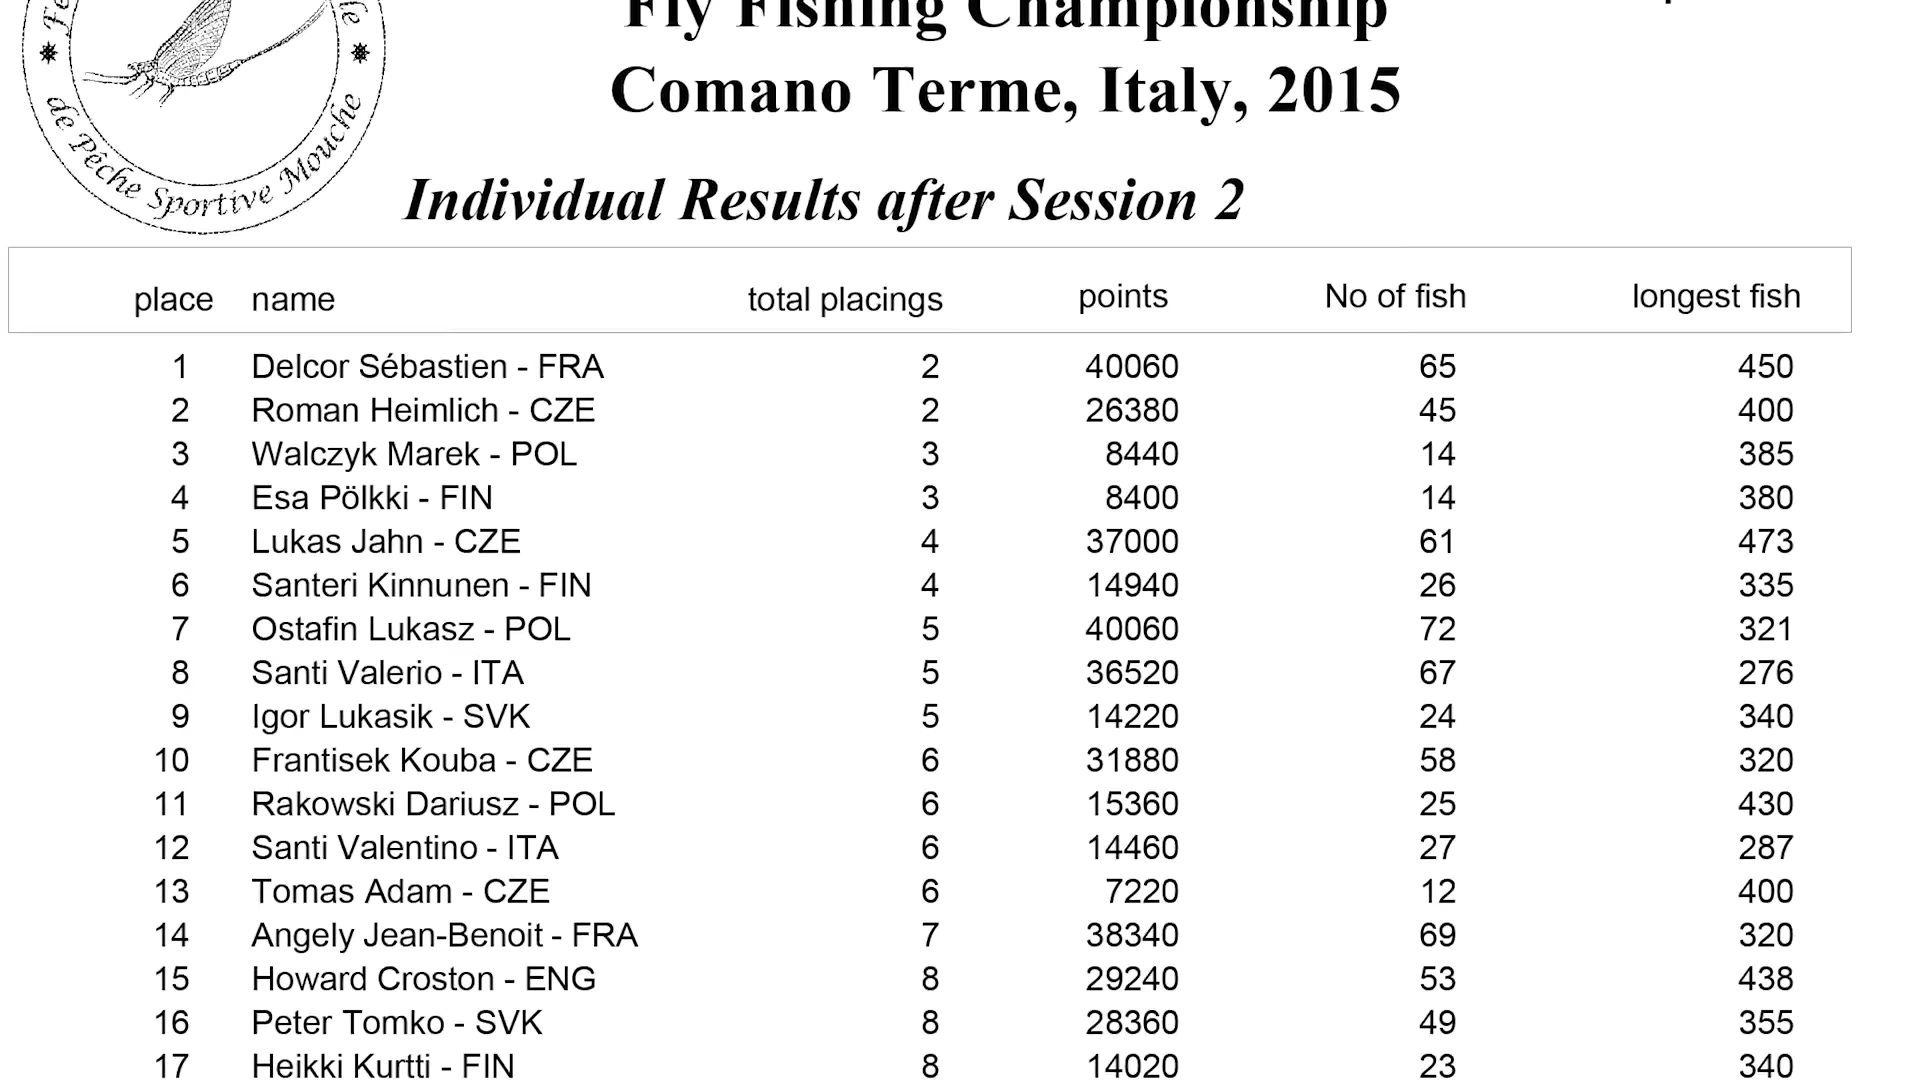 Fly Fishing Championship
Comano Terme, Italy, 2015
de Pêche Sportive Mouche
Individual Results after Session 2
place name total placings points No of fish longest fish
1 Delcor Sébastien - FRA 2 40060 65 450
2 Roman Heimlich - CZE 2 26380 45 400
3 Walczyk Marek - POL 3 8440 14 385
4 Esa Pölkki - FIN 3 8400 14 380
5 Lukas Jahn - CZE 4 37000 61 473
6 Santeri Kinnunen - FIN 4 14940 26 335
7 Ostafin Lukasz - POL 5 40060 72 321
8 Santi Valerio - ITA 5 36520 67 276
9 Igor Lukasik - SVK 5 14220 24 340
10 Frantisek Kouba - CZE 6 31880 58 320
11 Rakowski Dariusz - POL 6 15360 25 430
12 Santi Valentino - ITA 6 14460 27 287
13 Tomas Adam - CZE 6 7220 12 400
14 Angely Jean-Benoit - FRA 7 38340 69 320
15 Howard Croston - ENG 8 29240 53 438
16 Peter Tomko - SVK 8 28360 49 355
17 Heikki Kurtti - FIN 8 14020 23 340